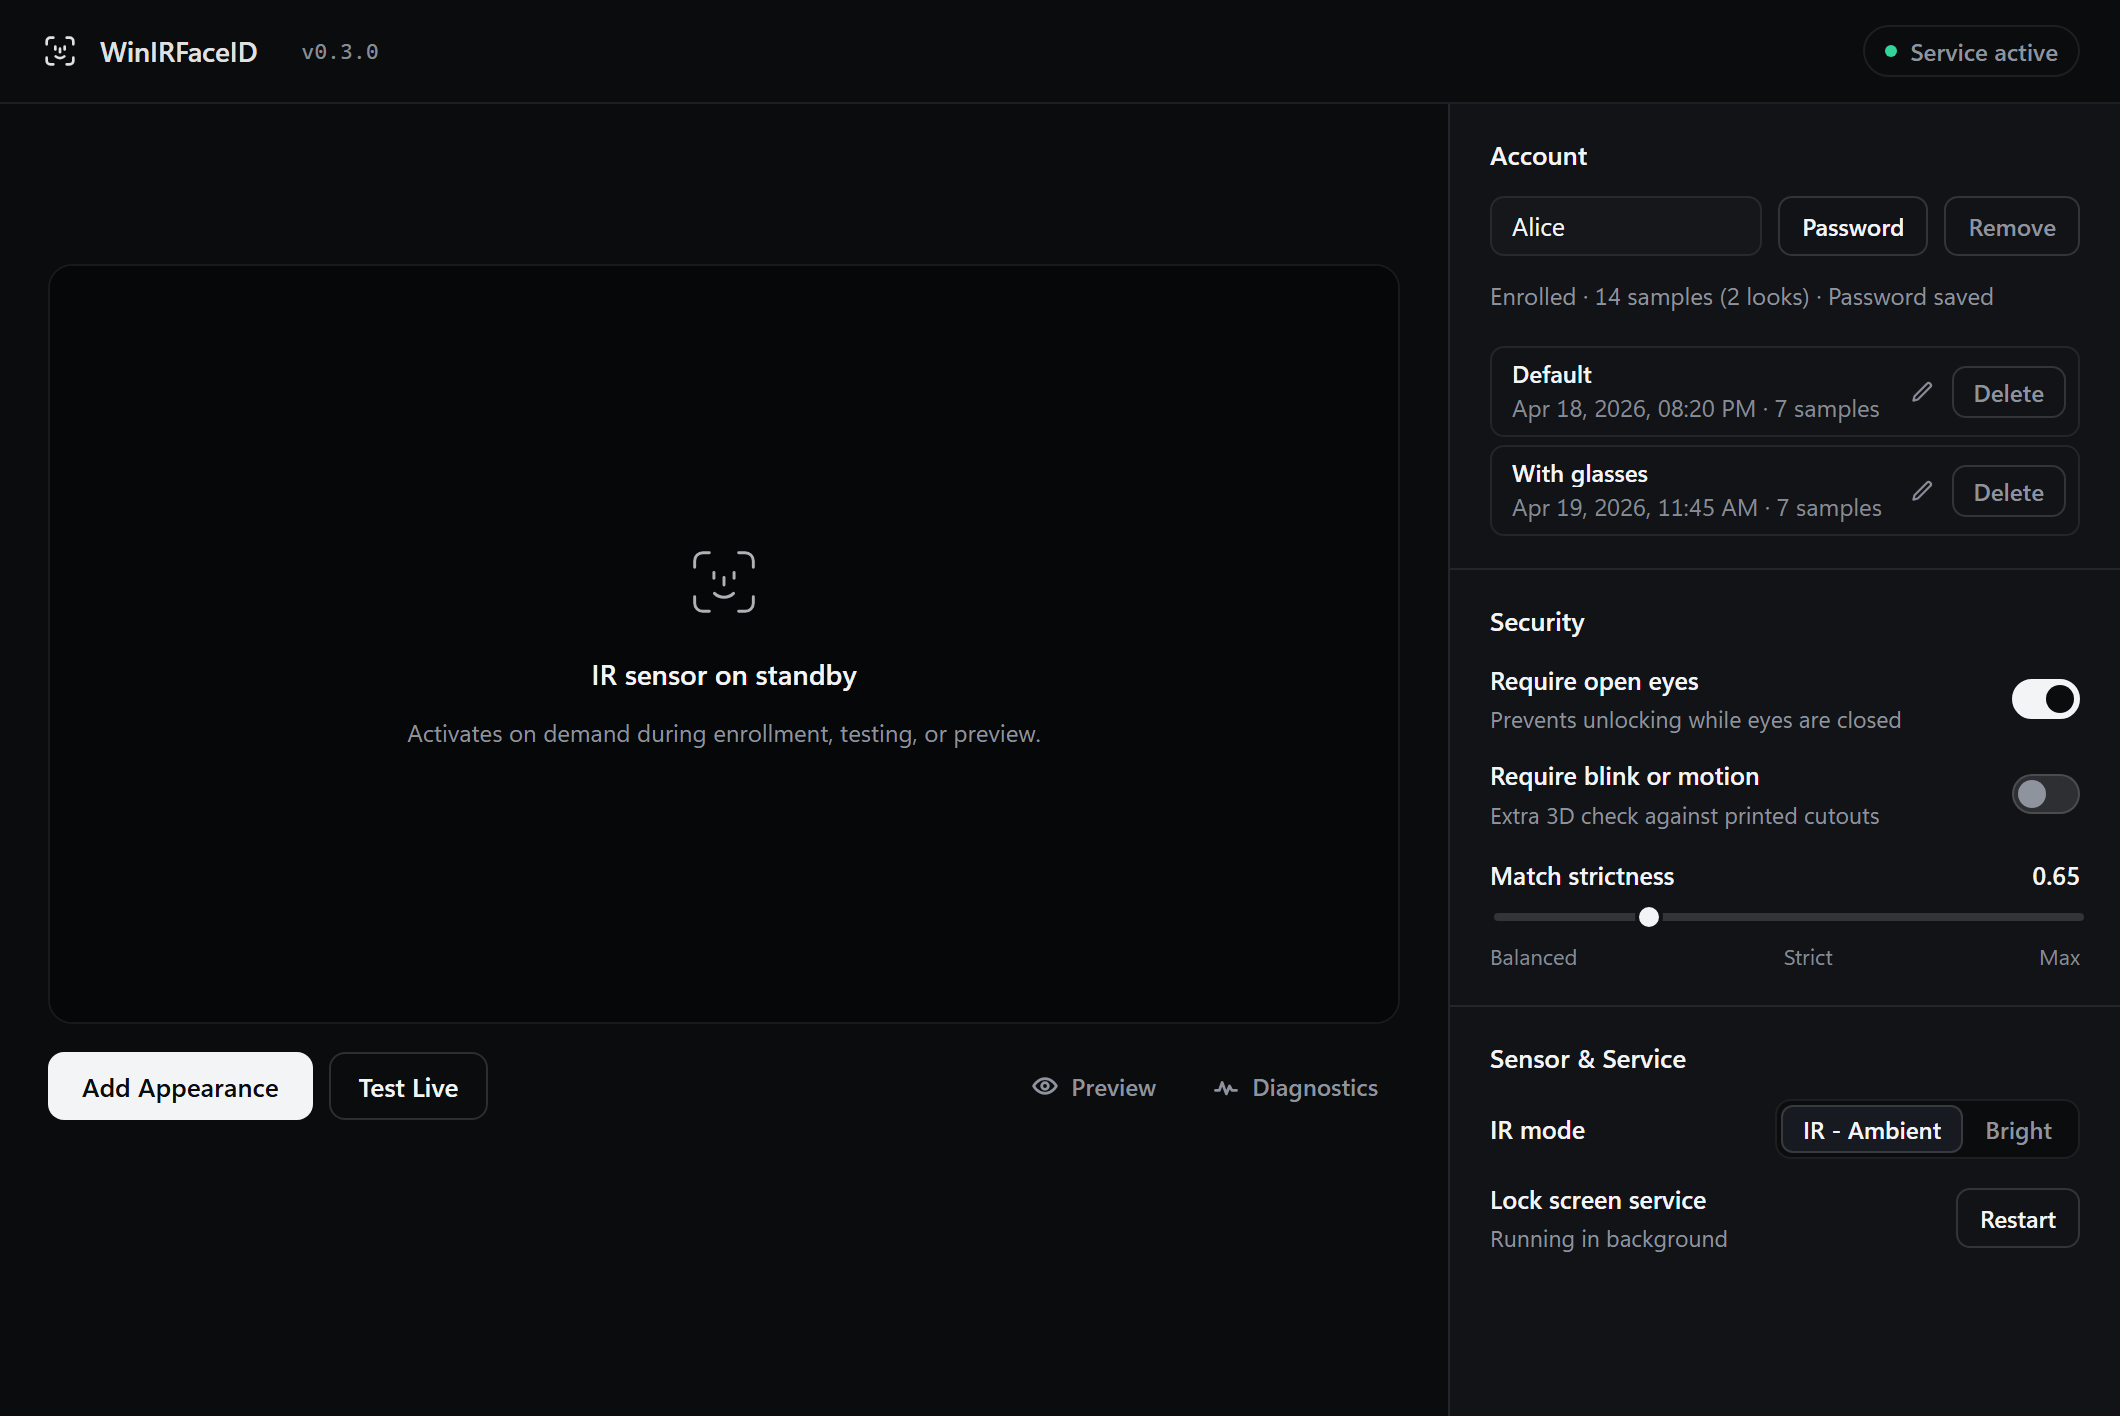 WinIRFaceID v0.3.0
Service active
IR sensor on standby
Activates on demand during enrollment, testing, or preview.
Add Appearance
Test Live
Preview
Diagnostics
Account
Alice
Password
Remove
Enrolled · 14 samples (2 looks) · Password saved
Default
Apr 18, 2026, 08:20 PM · 7 samples
Delete
With glasses
Apr 19, 2026, 11:45 AM · 7 samples
Delete
Security
Require open eyes
Prevents unlocking while eyes are closed
Require blink or motion
Extra 3D check against printed cutouts
Match strictness 0.65
Balanced Strict Max
Sensor & Service
IR mode
IR - Ambient
Bright
Lock screen service
Running in background
Restart